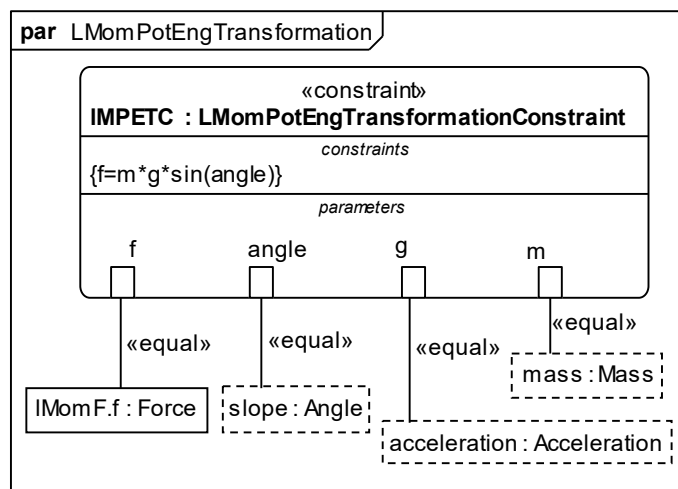 par LMomPotEngTransformation
«constraint»
IMPETC : LMomPotEngTransformationConstraint
constraints
{f=m*g*sin(angle)}
parameters
f angle g m
«equal» «equal» «equal» «equal»
lMomF.f : Force
slope : Angle
mass : Mass
acceleration : Acceleration